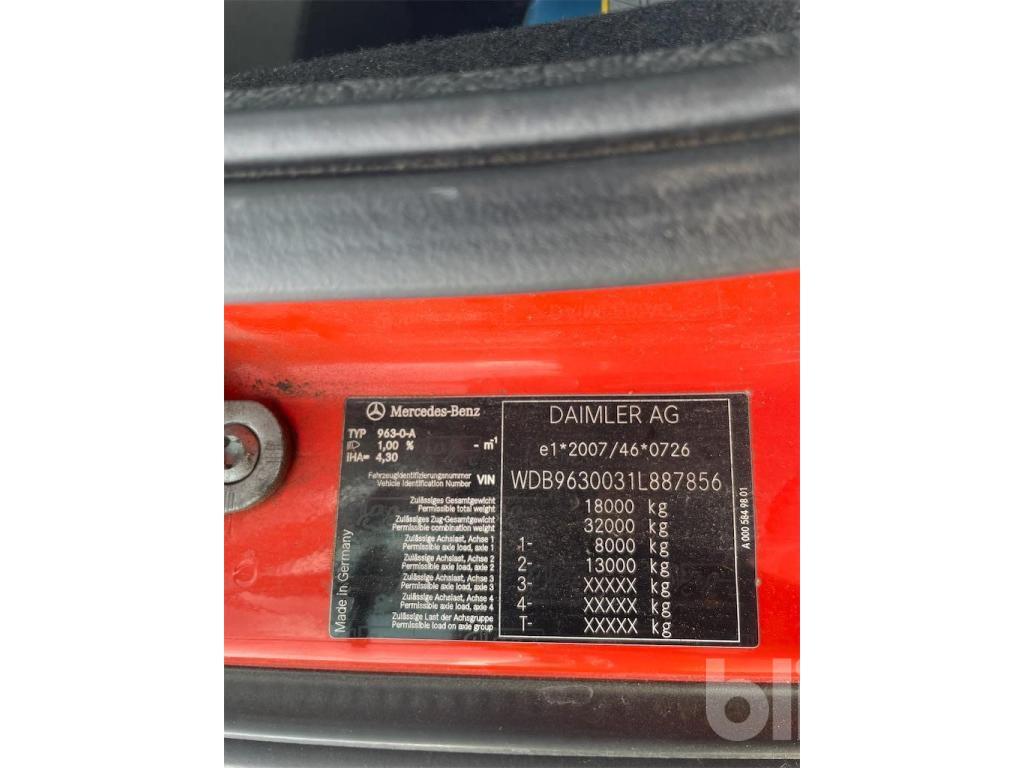 Mercedes-Benz
TYP 963-0-A
1,00 % - m⁻¹
IHA= 4,30
Fahrzeugidentifizierungsnummer
Vehicle Identification Number VIN
Zulässiges Gesamtgewicht
Permissible total weight
Zulässiges Zug-Gesamtgewicht
Permissible combination weight
Zulässige Achslast, Achse 1
Permissible axle load, axle 1
Zulässige Achslast, Achse 2
Permissible axle load, axle 2
Zulässige Achslast, Achse 3
Permissible axle load, axle 3
Zulässige Achslast, Achse 4
Permissible axle load, axle 4
Zulässige Last der Achsgruppe
Permissible load on axle group
Made in Germany
DAIMLER AG
e1*2007/46*0726
WDB9630031L887856
18000 kg
32000 kg
1- 8000 kg
2- 13000 kg
3- XXXXX kg
4- XXXXX kg
T- XXXXX kg
A 000 584 98 01